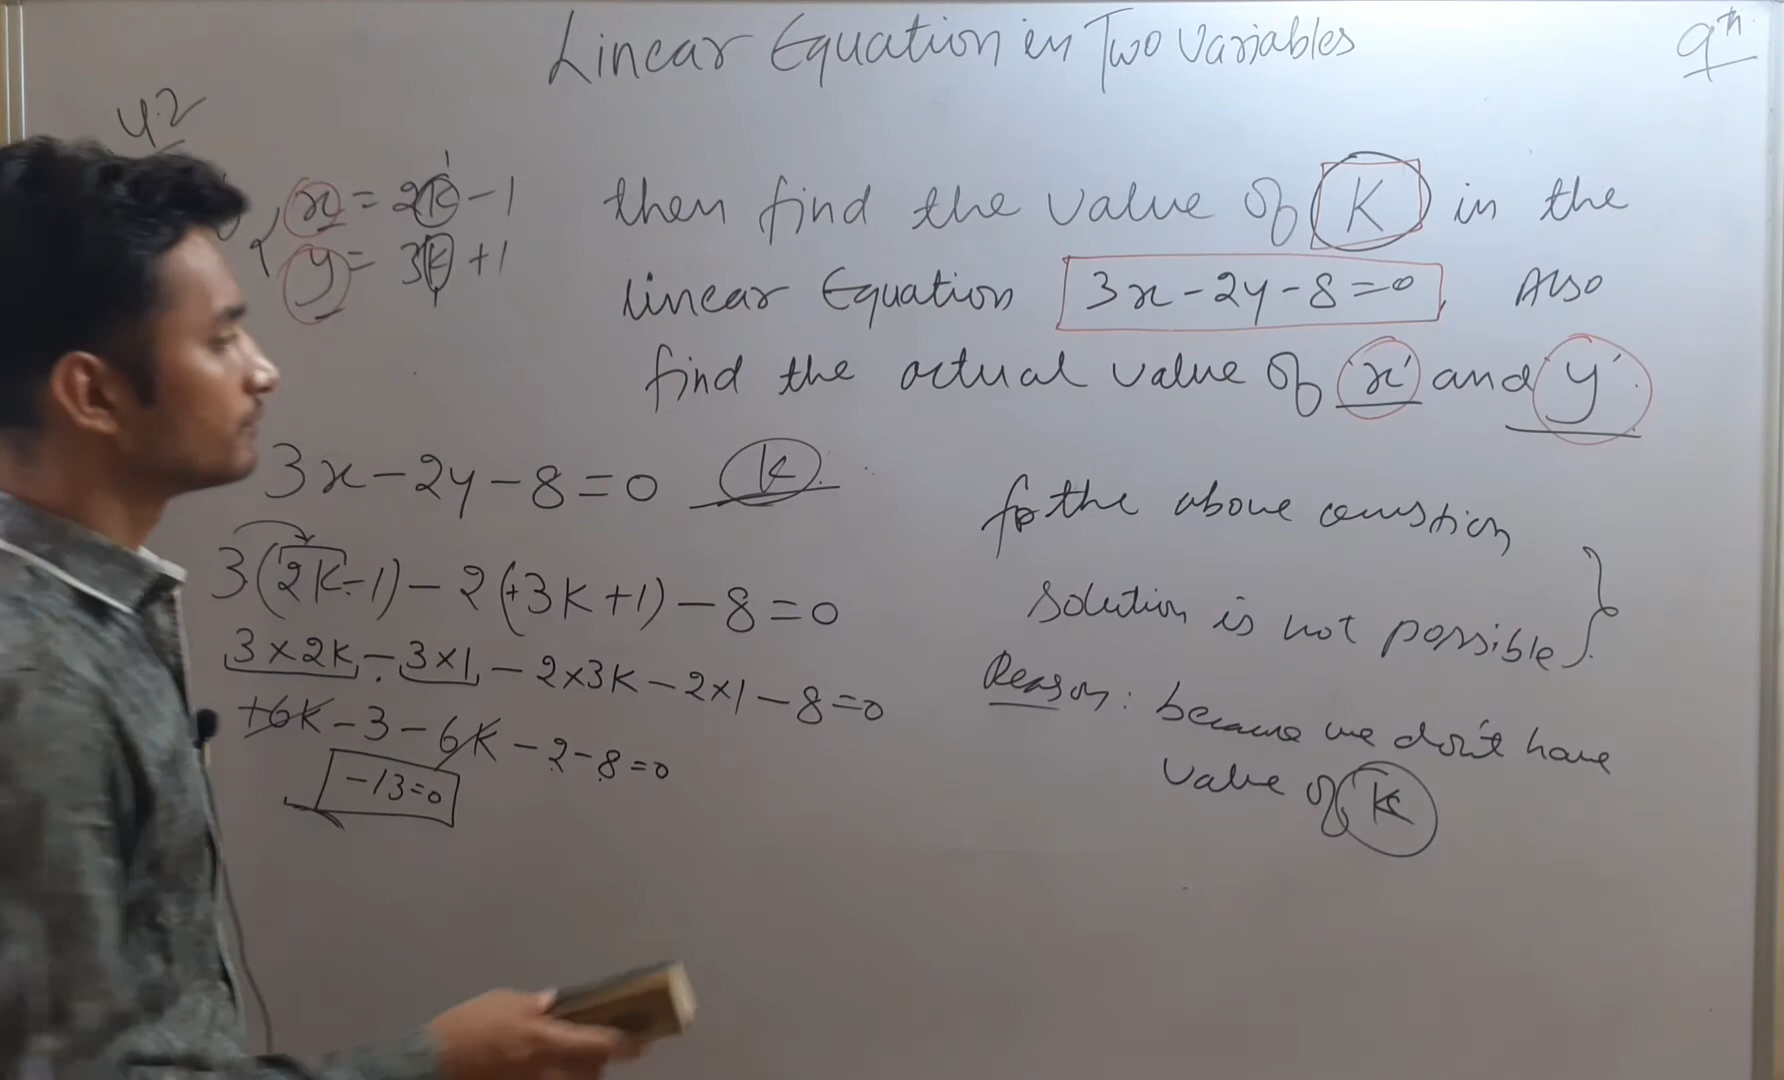 Linear Equation in Two Variables
9th
4.2
x = 2k - 1 then find the value of K in the
y = 3k + 1 linear Equation 3x - 2y - 8 = 0, Also
find the actual value of 'x' and 'y'.
3x - 2y - 8 = 0 k
3(2K - 1) - 2(+3K + 1) - 8 = 0
3 × 2K - 3 × 1 - 2 × 3K - 2 × 1 - 8 = 0
+6K - 3 - 6K - 2 - 8 = 0
-13 = 0
the above
solution is not possible
Reason: because we don't have
value of K